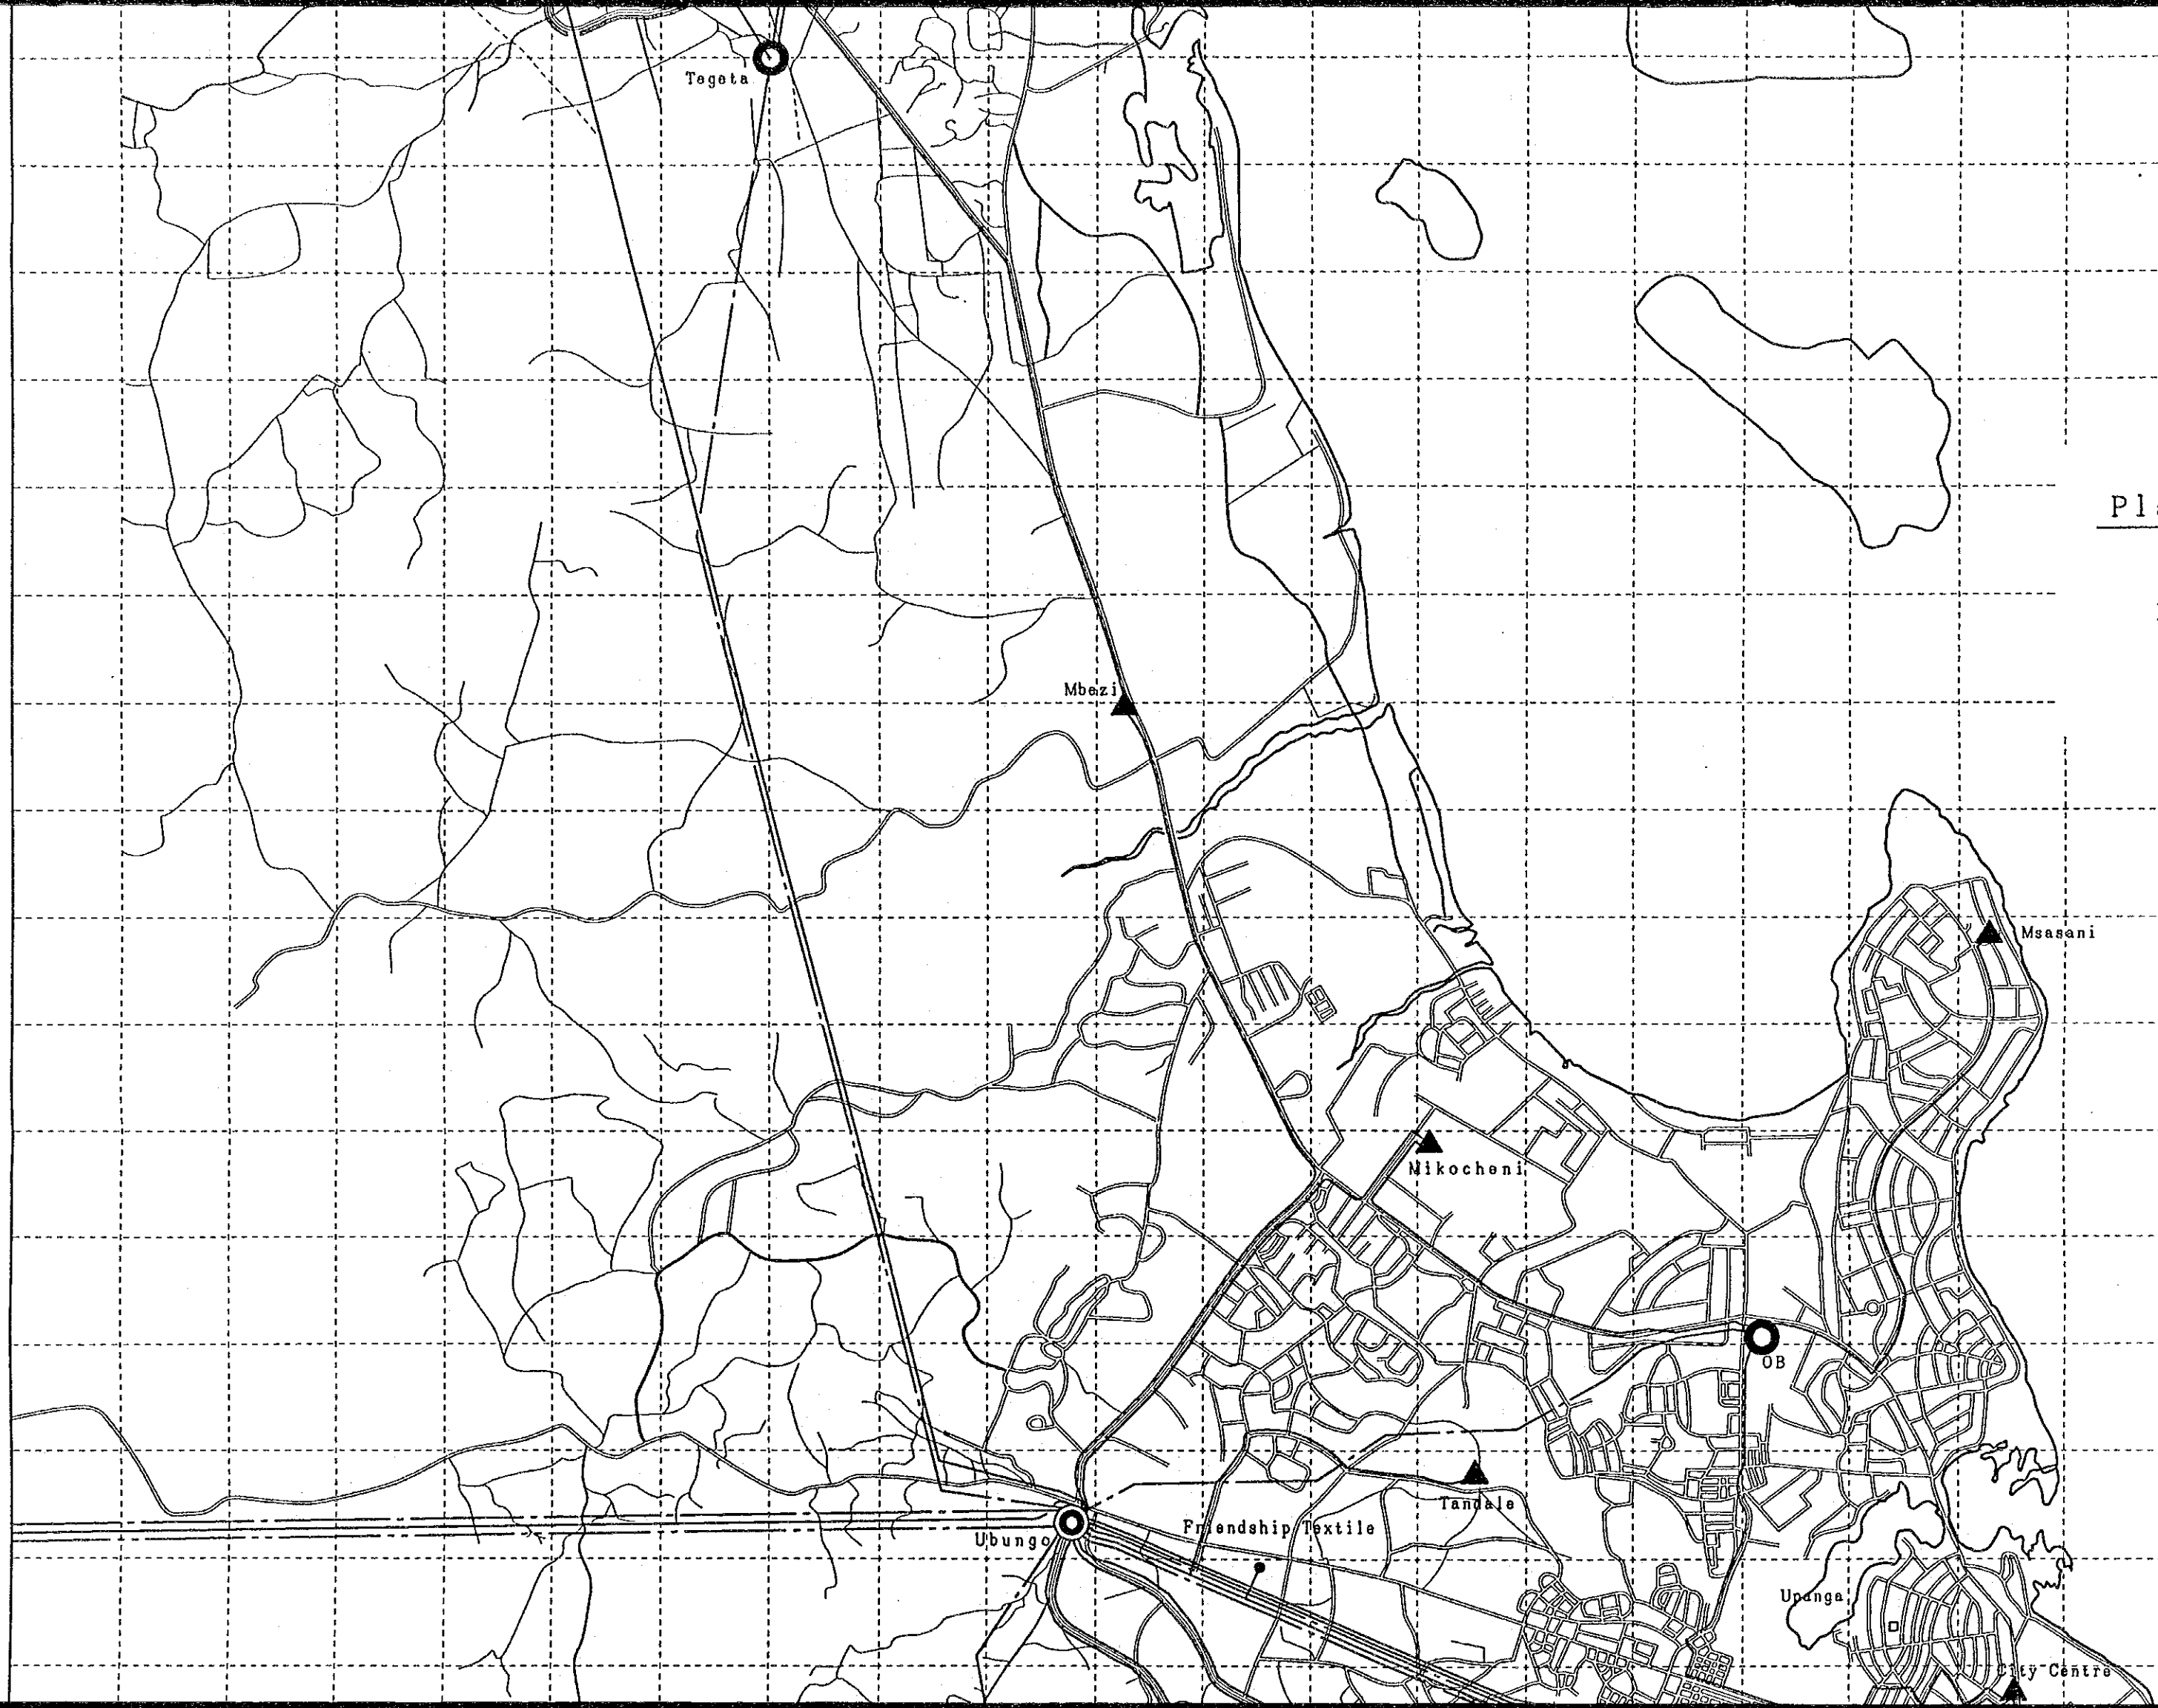 Tegeta
Pl
Mbezi
Msasani
Mikocheni
OB
Tandale
Friendship Textile
Ubungo
Upanga
City Centre